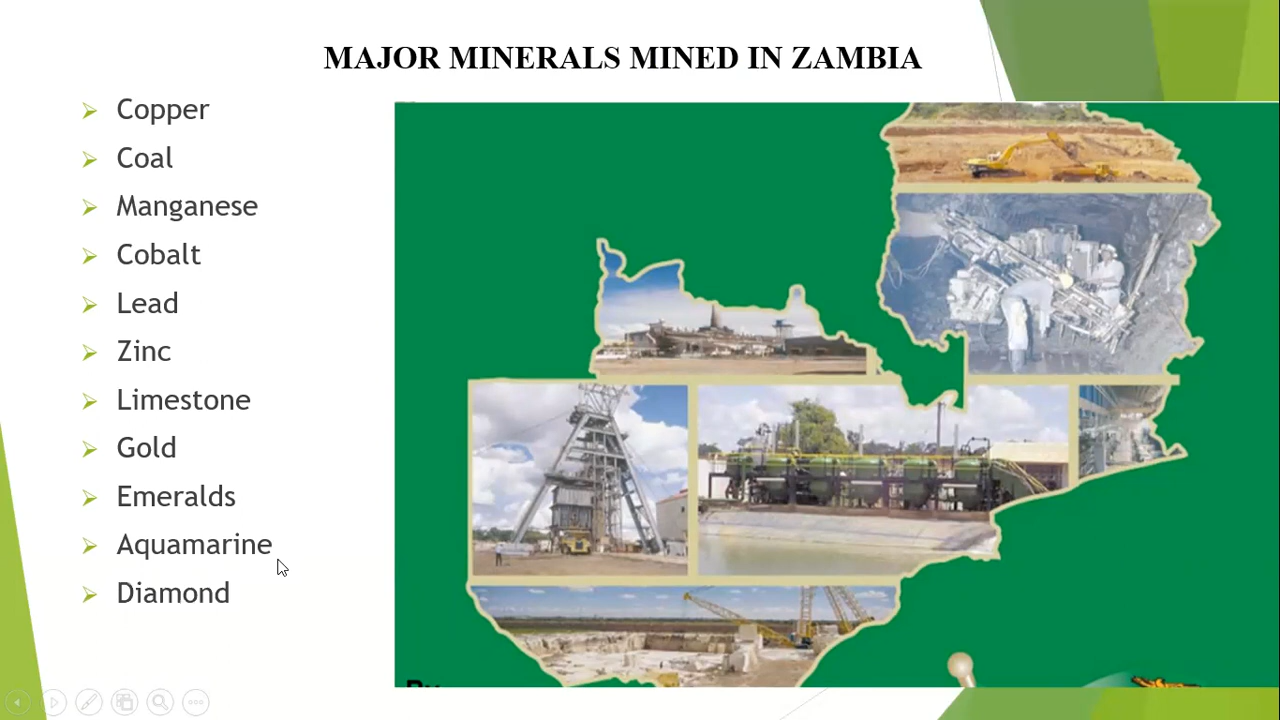 MAJOR MINERALS MINED IN ZAMBIA
Copper
Coal
Manganese
Cobalt
Lead
Zinc
Limestone
Gold
Emeralds
Aquamarine
Diamond